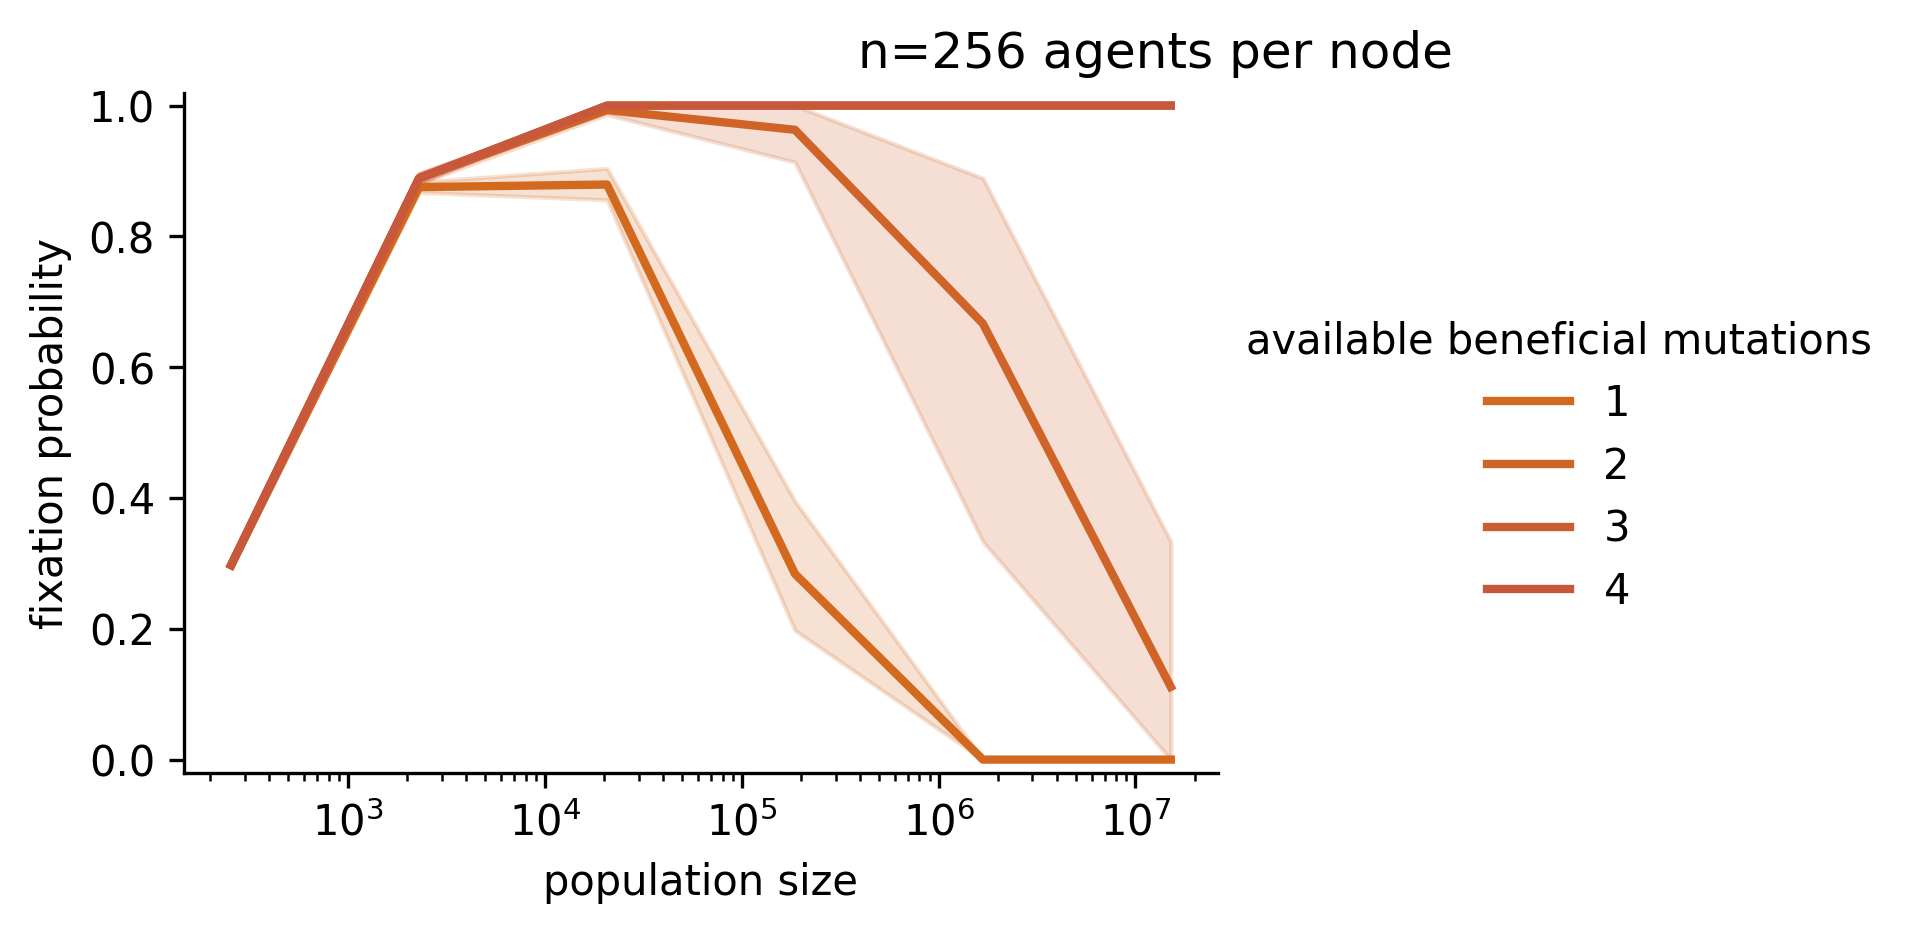 n=256 agents per node
fixation probability
1.0
0.8
0.6
0.4
0.2
0.0
10³ 10⁴ 10⁵ 10⁶ 10⁷
population size
available beneficial mutations
1
2
3
4